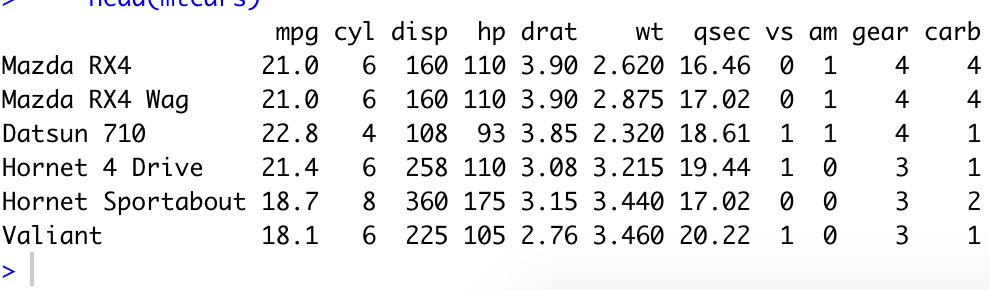 > head(mtcars)
mpg cyl disp hp drat wt qsec vs am gear carb
Mazda RX4 21.0 6 160 110 3.90 2.620 16.46 0 1 4 4
Mazda RX4 Wag 21.0 6 160 110 3.90 2.875 17.02 0 1 4 4
Datsun 710 22.8 4 108 93 3.85 2.320 18.61 1 1 4 1
Hornet 4 Drive 21.4 6 258 110 3.08 3.215 19.44 1 0 3 1
Hornet Sportabout 18.7 8 360 175 3.15 3.440 17.02 0 0 3 2
Valiant 18.1 6 225 105 2.76 3.460 20.22 1 0 3 1
>